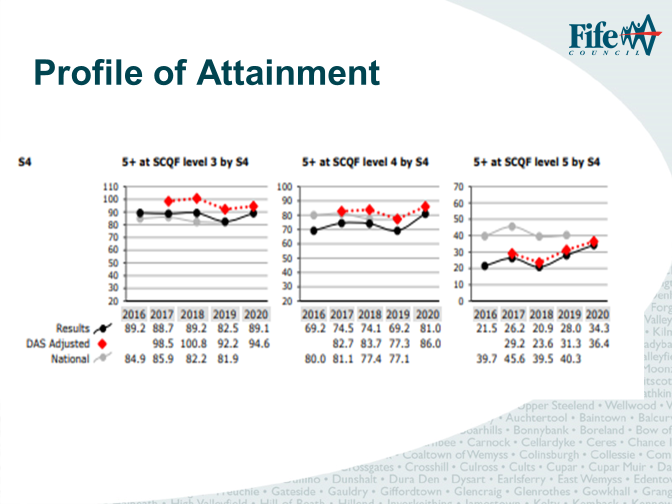 Fife
COUNCIL
Profile of Attainment
S4
5+ at SCQF level 3 by S4
5+ at SCQF level 4 by S4
5+ at SCQF level 5 by S4
110
100
90
80
70
60
50
40
30
20
100
90
80
70
60
50
40
30
20
70
60
50
40
30
20
10
0
2016 2017 2018 2019 2020
2016 2017 2018 2019 2020
2016 2017 2018 2019 2020
Results 89.2 88.7 89.2 82.5 89.1 69.2 74.5 74.1 69.2 81.0 21.5 26.2 20.9 28.0 34.3
DAS Adjusted 98.5 100.8 92.2 94.6 82.7 83.7 77.3 86.0 29.2 23.6 31.3 36.4
National 84.9 85.9 82.2 81.9 80.0 81.1 77.4 77.1 39.7 45.6 39.5 40.3
Upper Steelend • Wellwood •
• Auchtertool • Baintown •
• Bonnybank • Boreland • Bow of
• Carnock • Cellardyke • Ceres • Chance
• Coaltown of Wemyss • Colinsburgh • Collessie •
• Crosshill • Culross • Cults • Cupar • Cupar Muir •
• Dunshalt • Dura Den • Dysart • Earlsferry • East Wemyss •
• Gateside • Gauldry • Giffordtown • Glencraig • Glenrothes • Gowkhall •